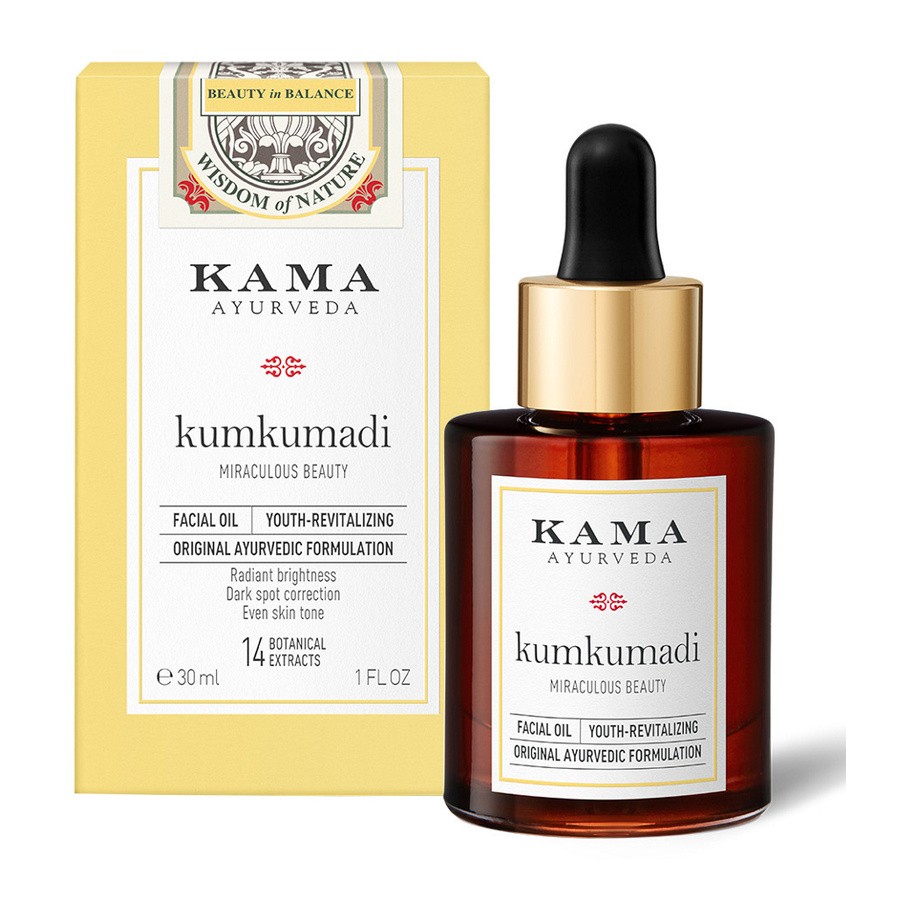 BEAUTY in BALANCE
WISDOM of NATURE
KAMA
AYURVEDA
kumkumadi
MIRACULOUS BEAUTY
FACIAL OIL | YOUTH-REVITALIZING
ORIGINAL AYURVEDIC FORMULATION
Radiant brightness
Dark spot correction
Even skin tone
14 BOTANICAL
EXTRACTS
℮ 30 ml 1 FL OZ
KAMA
AYURVEDA
kumkumadi
MIRACULOUS BEAUTY
FACIAL OIL | YOUTH-REVITALIZING
ORIGINAL AYURVEDIC FORMULATION